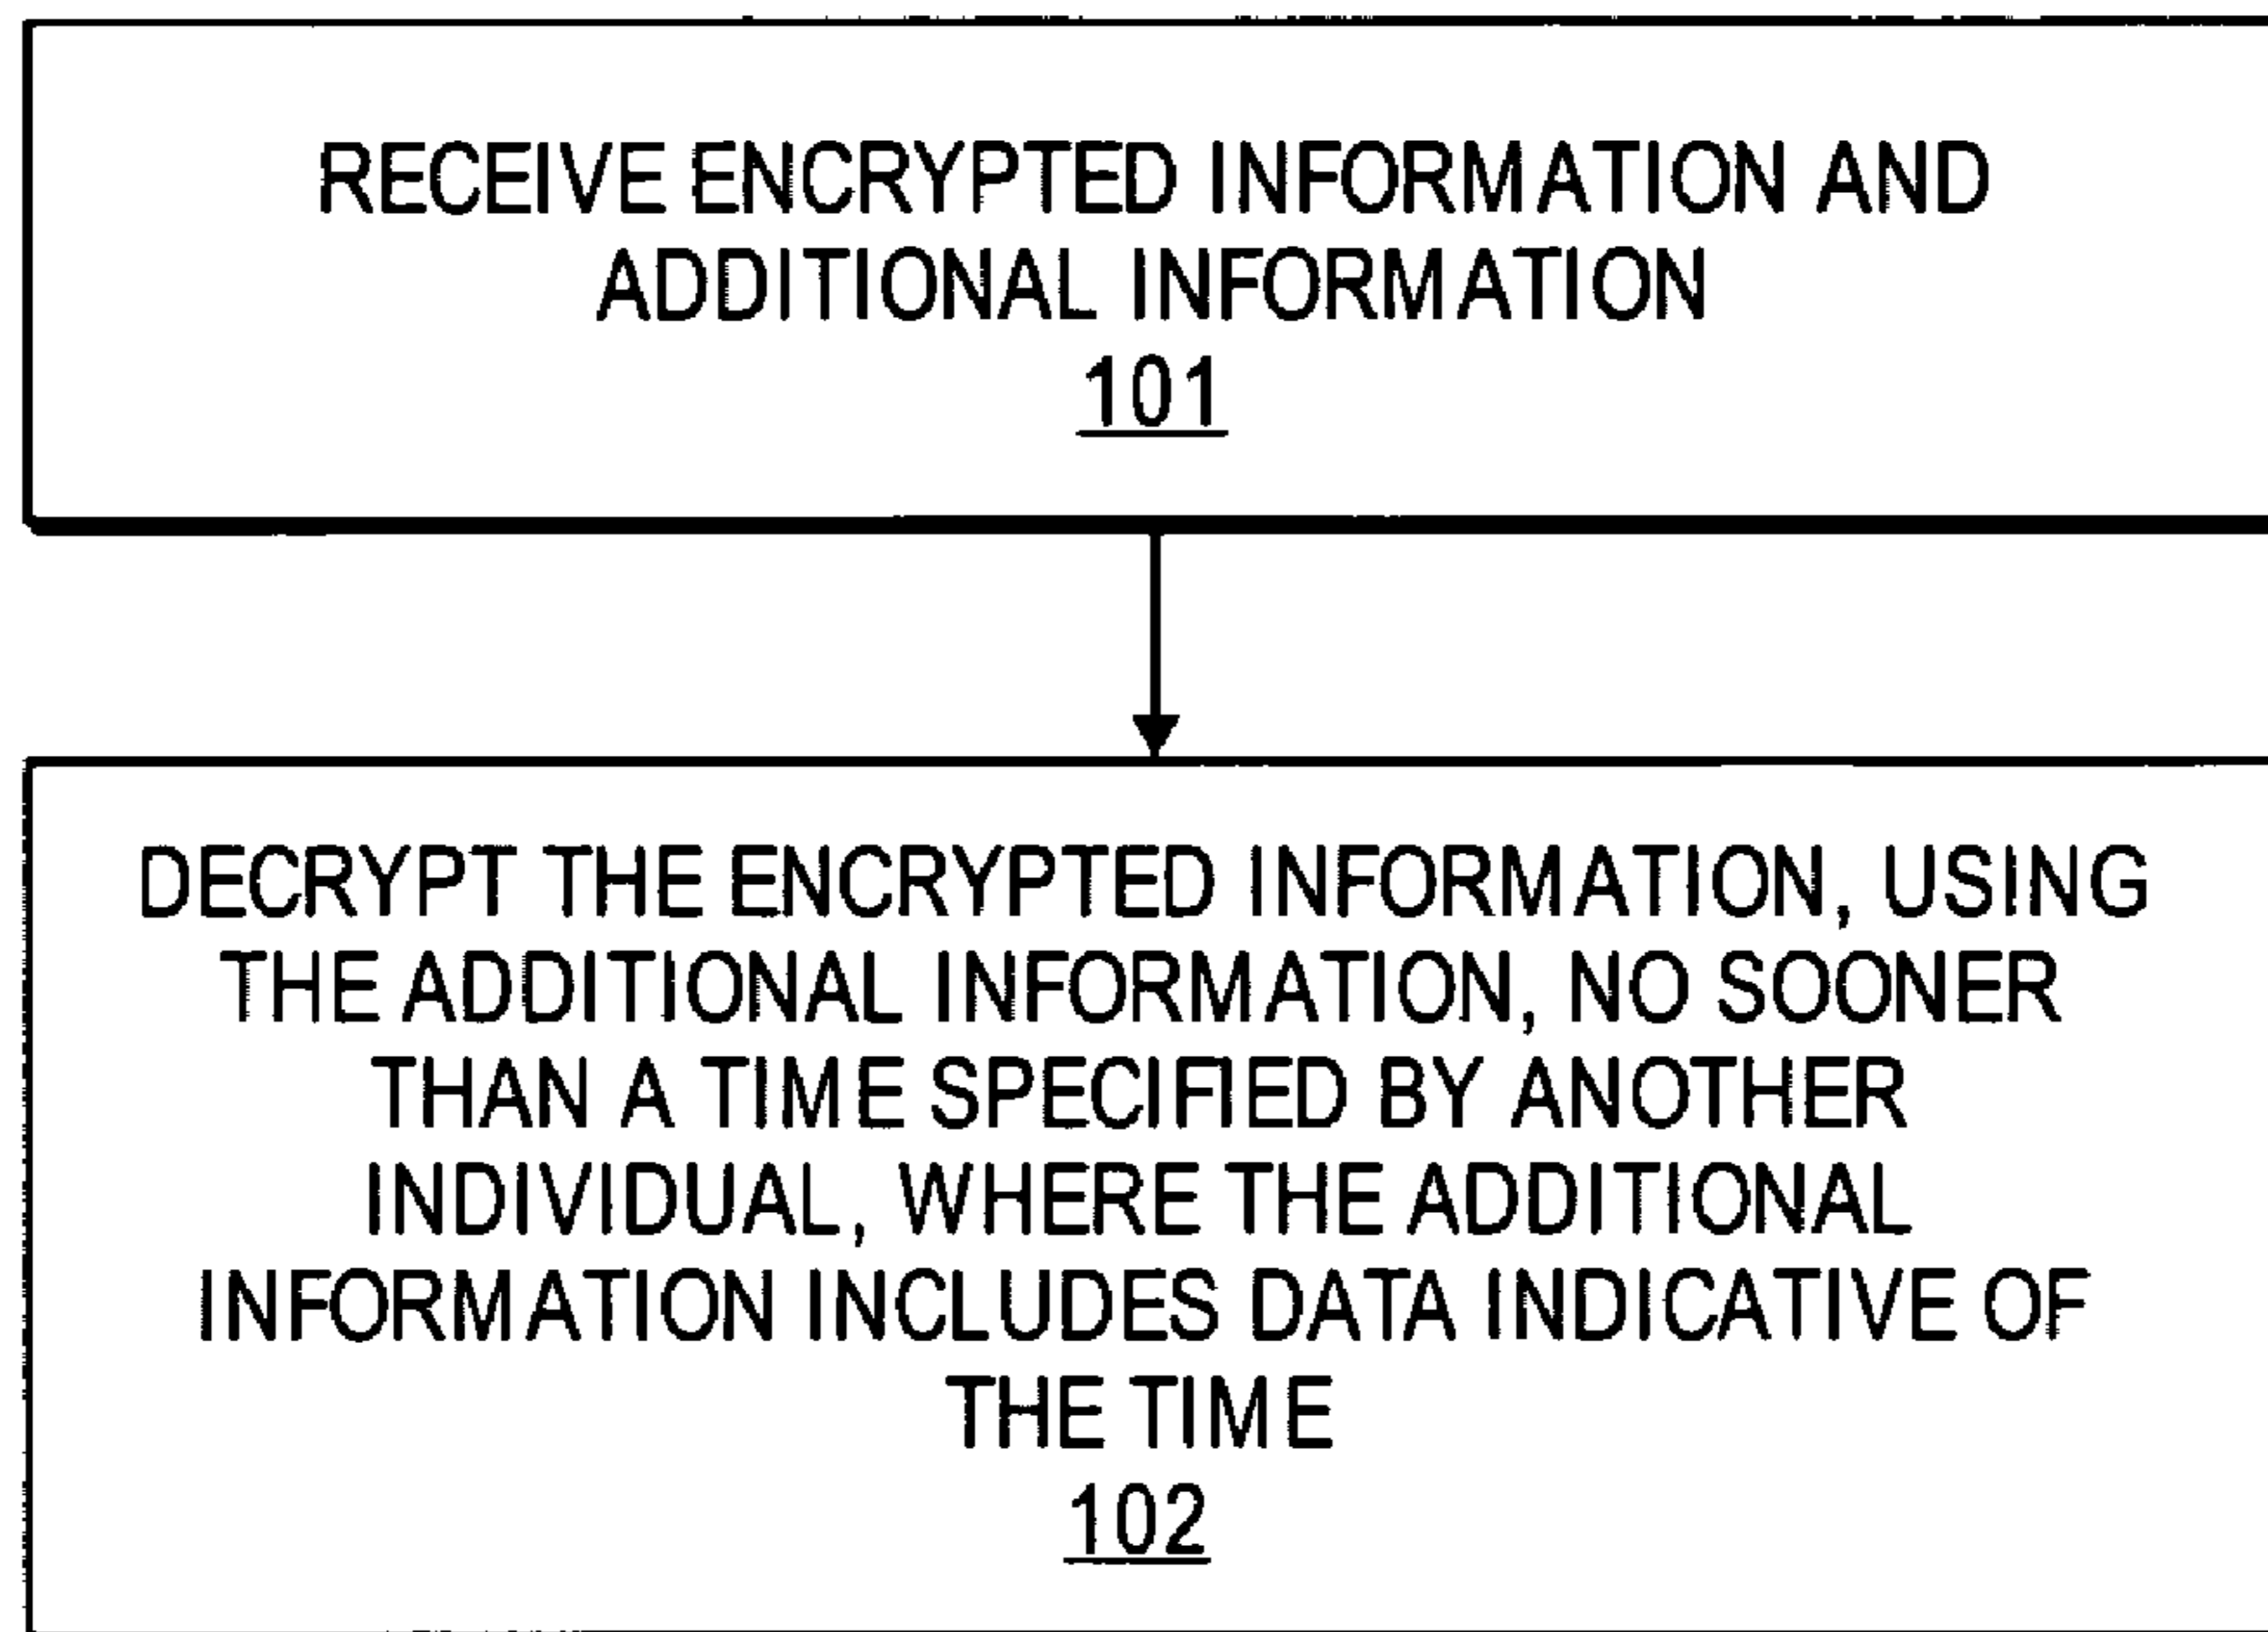 RECEIVE ENCRYPTED INFORMATION AND
ADDITIONAL INFORMATION
101
DECRYPT THE ENCRYPTED INFORMATION, USING
THE ADDITIONAL INFORMATION, NO SOONER
THAN A TIME SPECIFIED BY ANOTHER
INDIVIDUAL, WHERE THE ADDITIONAL
INFORMATION INCLUDES DATA INDICATIVE OF
THE TIME
102